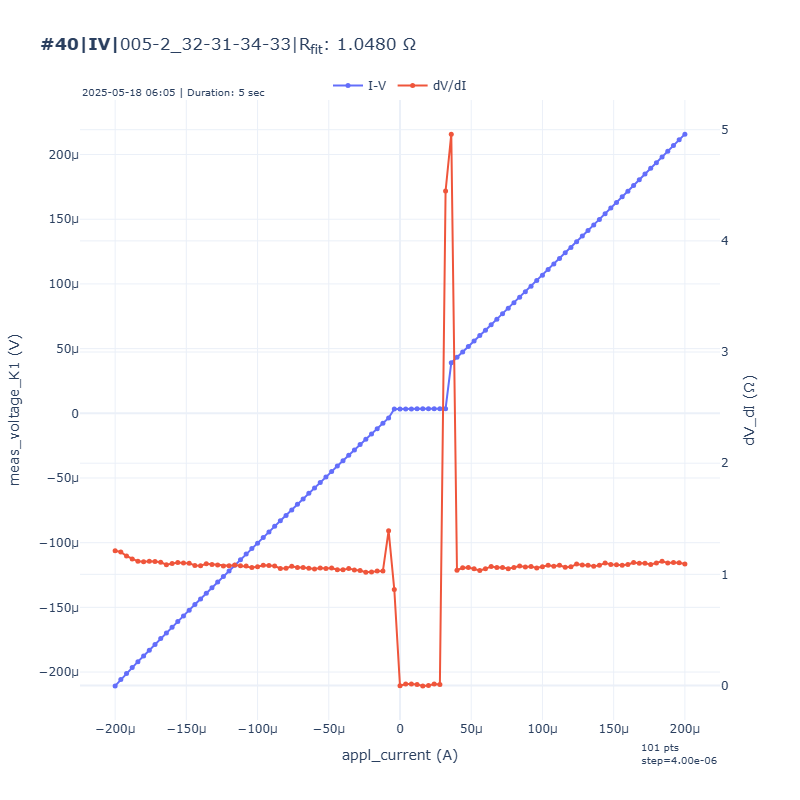 #40|IV|005-2_32-31-34-33|Rfit: 1.0480 Ω
2025-05-18 06:05 | Duration: 5 sec
I-V
dV/dI
meas_voltage_K1 (V)
200μ
150μ
100μ
50μ
0
−50μ
−100μ
−150μ
−200μ
5
4
3
2
1
0
dV_dI (Ω)
−200μ
−150μ
−100μ
−50μ
0
50μ
100μ
150μ
200μ
appl_current (A)
101 pts
step=4.00e-06